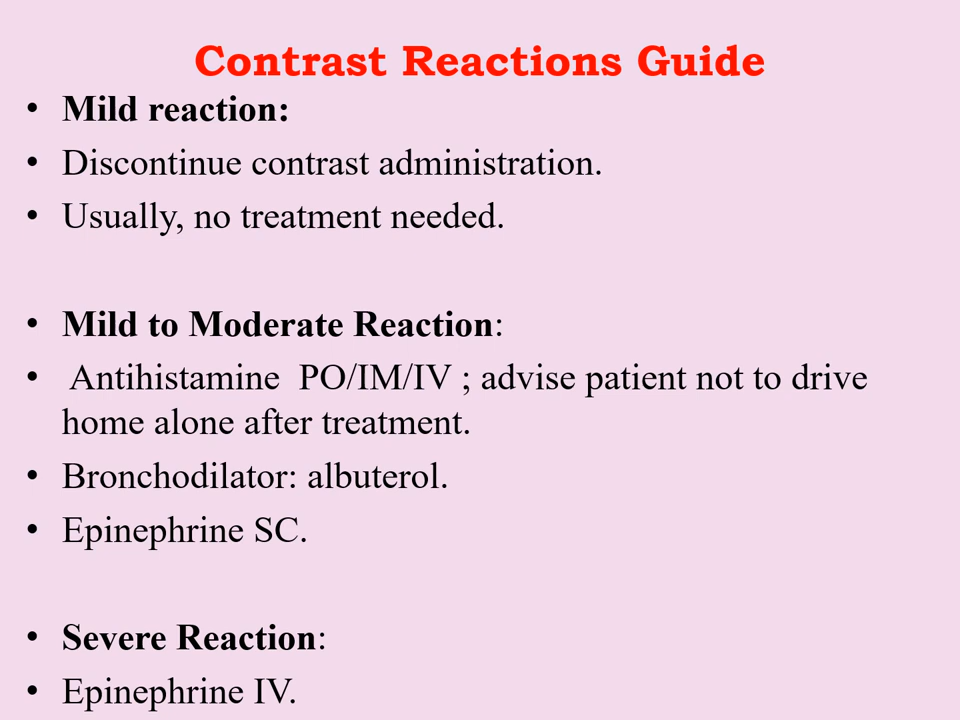 Contrast Reactions Guide
• Mild reaction:
• Discontinue contrast administration.
• Usually, no treatment needed.
• Mild to Moderate Reaction:
• Antihistamine PO/IM/IV ; advise patient not to drive
home alone after treatment.
• Bronchodilator: albuterol.
• Epinephrine SC.
• Severe Reaction:
• Epinephrine IV.